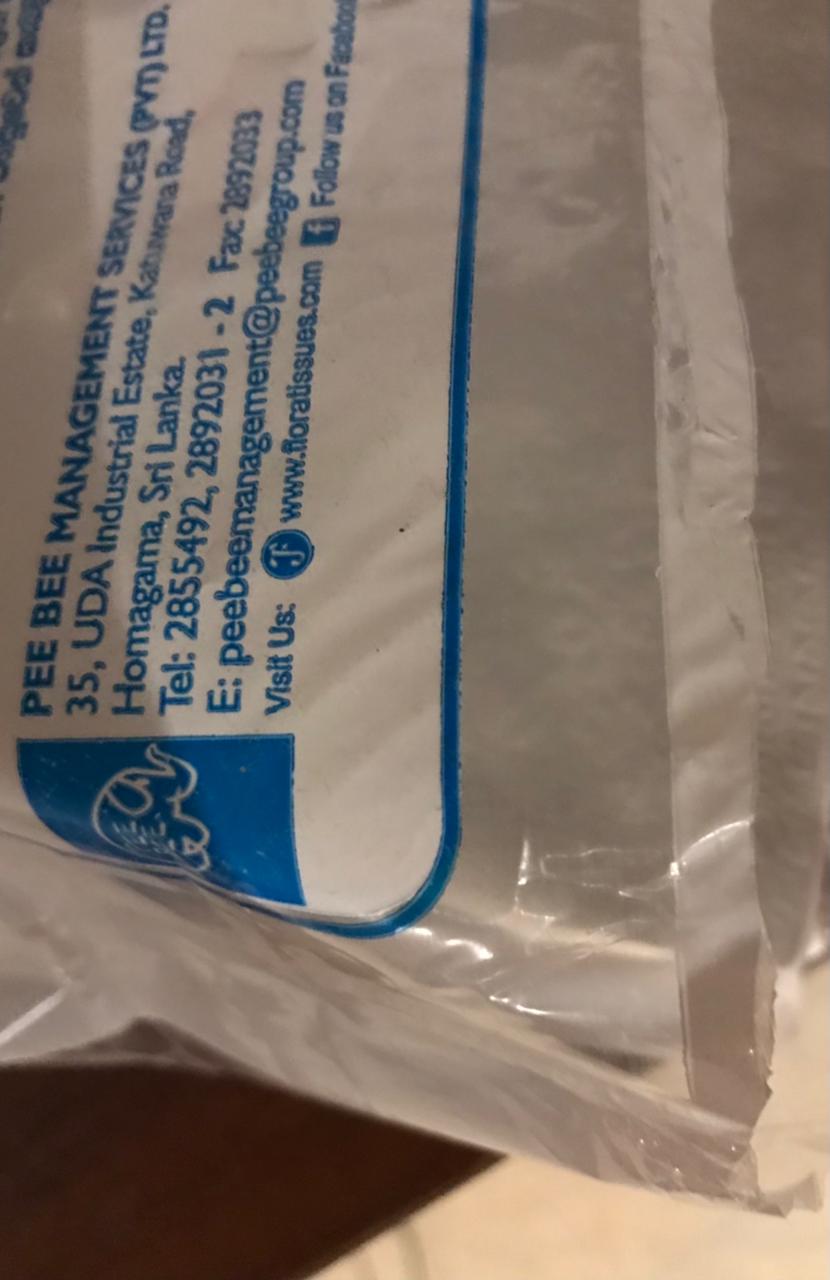 PEE BEE MANAGEMENT SERVICES (PVT) LTD.
35, UDA Industrial Estate, Katuwana Road,
Homagama, Sri Lanka.
Tel: 2855492, 2892031 - 2 Fax: 2892033
E: peebeemanagement@peebeegroup.com
Visit Us: www.floratissues.com f Follow us on Facebook